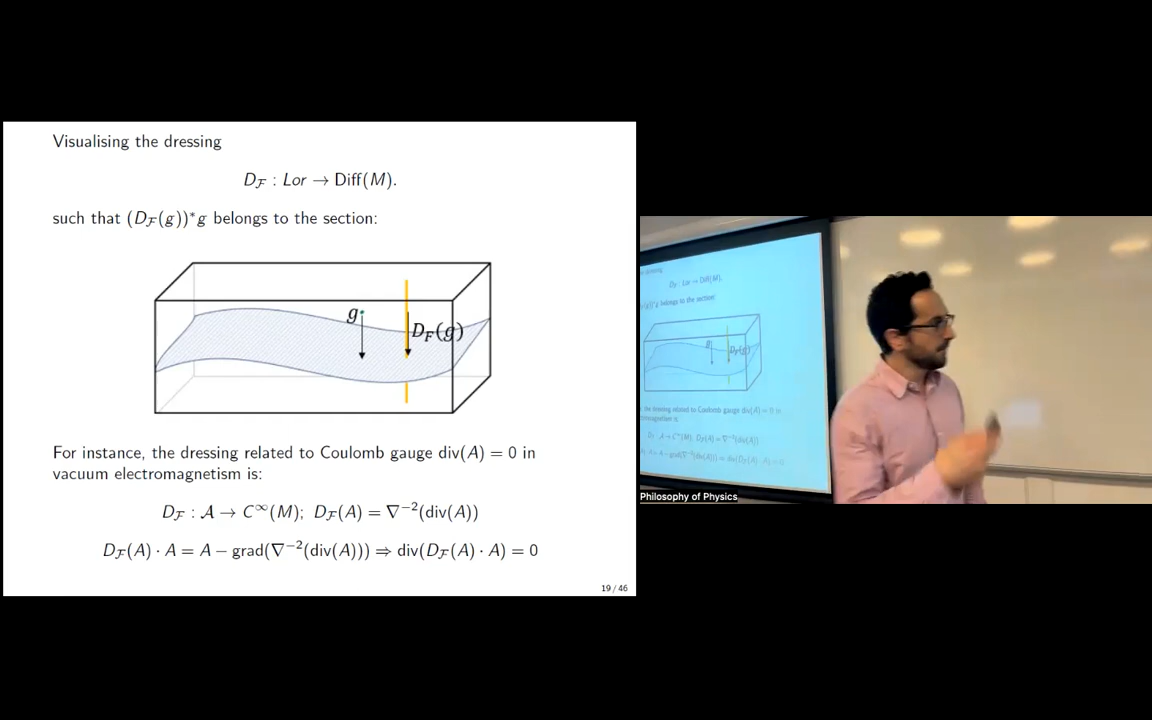 Visualising the dressing
D_F : Lor → Diff(M).
such that (D_F(g))*g belongs to the section:
g
D_F(g)
For instance, the dressing related to Coulomb gauge div(A) = 0 in
vacuum electromagnetism is:
D_F : 𝒜 → C^∞(M); D_F(A) = ∇⁻²(div(A))
D_F(A) · A = A − grad(∇⁻²(div(A))) ⇒ div(D_F(A) · A) = 0
19 / 46
Philosophy of Physics